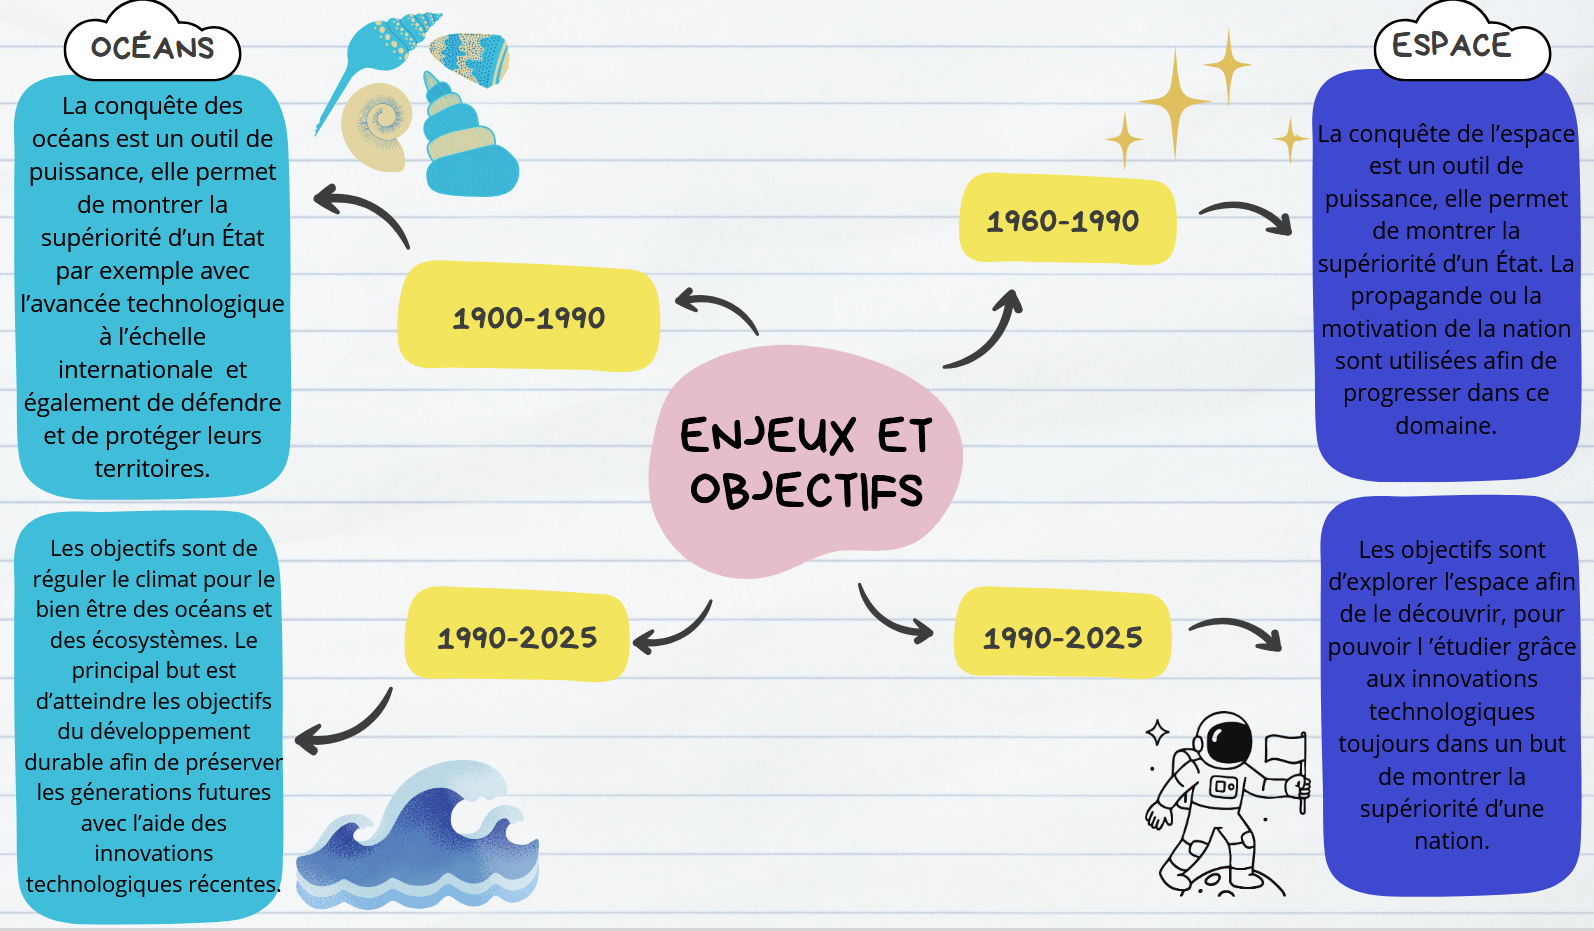 OCÉANS
La conquête des
océans est un outil de
puissance, elle permet
de montrer la
supériorité d’un État
par exemple avec
l’avancée technologique
à l’échelle
internationale  et
également de défendre
et de protéger leurs
territoires.
Les objectifs sont de
réguler le climat pour le
bien être des océans et
des écosystèmes. Le
principal but est
d’atteindre les objectifs
du développement
durable afin de préserver
les génerations futures
avec l’aide des
innovations
technologiques récentes.
1900-1990
1990-2025
ENJEUX ET
OBJECTIFS
1960-1990
1990-2025
ESPACE
La conquête de l’espace
est un outil de
puissance, elle permet
de montrer la
supériorité d’un État. La
propagande ou la
motivation de la nation
sont utilisées afin de
progresser dans ce
domaine.
Les objectifs sont
d’explorer l’espace afin
de le découvrir, pour
pouvoir l ’étudier grâce
aux innovations
technologiques
toujours dans un but
de montrer la
supériorité d’une
nation.